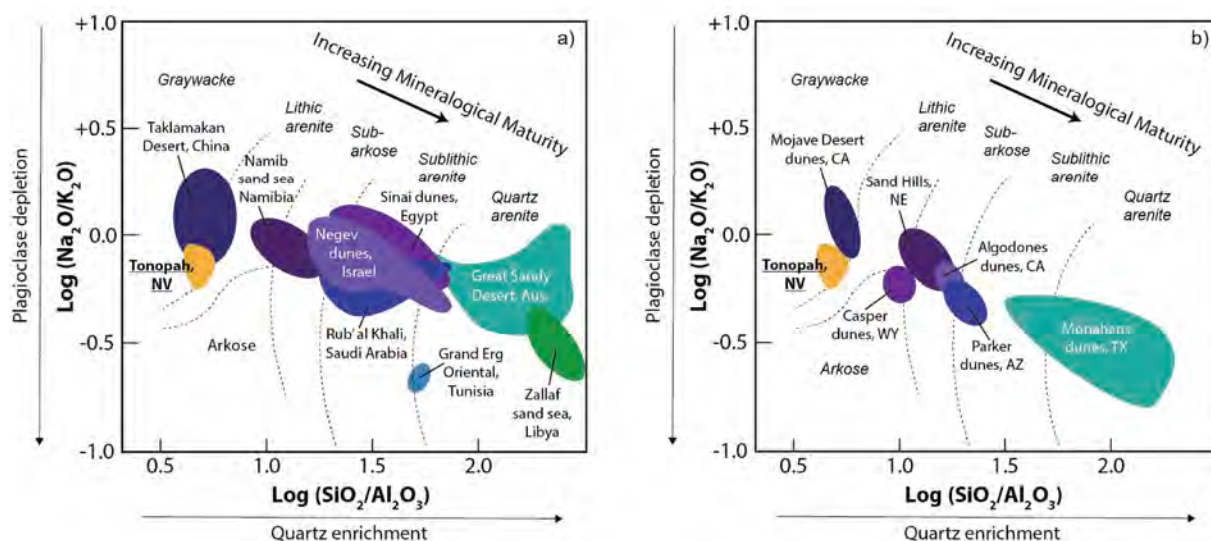 a)
+1.0
+0.5
0.0
-0.5
-1.0
Plagioclase depletion
Log (Na2O/K2O)
Increasing Mineralogical Maturity
Graywacke
Lithic
arenite
Sub-
arkose
Sublithic
arenite
Quartz
arenite
Arkose
Taklamakan
Desert, China
Namib
sand sea
Namibia
Sinai dunes,
Egypt
Negev
dunes,
Israel
Great Sandy
Desert Aus.
Tonopah,
NV
Rub' al Khali,
Saudi Arabia
Grand Erg
Oriental,
Tunisia
Zallaf
sand sea,
Libya
0.5 1.0 1.5 2.0
Log (SiO2/Al2O3)
Quartz enrichment
b)
+1.0
+0.5
0.0
-0.5
-1.0
Plagioclase depletion
Log (Na2O/K2O)
Increasing Mineralogical Maturity
Graywacke
Lithic
arenite
Sub-
arkose
Sublithic
arenite
Quartz
arenite
Mojave Desert
dunes, CA
Sand Hills,
NE
Algodones
dunes, CA
Tonopah,
NV
Casper
dunes, WY
Parker
dunes, AZ
Monahans
dunes, TX
Arkose
0.5 1.0 1.5 2.0
Log (SiO2/Al2O3)
Quartz enrichment